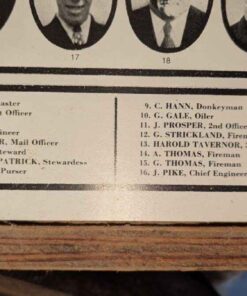 17 18
aster
Officer
ineer
R, Mail Officer
teward
PATRICK, Stewardess
Purser
9. C. HANN, Donkeyman
10. G. GALE, Oiler
11. J. PROSPER, 2nd Office
12. G. STRICKLAND, Firem
13. HAROLD TAVERNOR,
14. A. THOMAS, Fireman
15. G. THOMAS, Fireman
16. J. PIKE, Chief Engineer